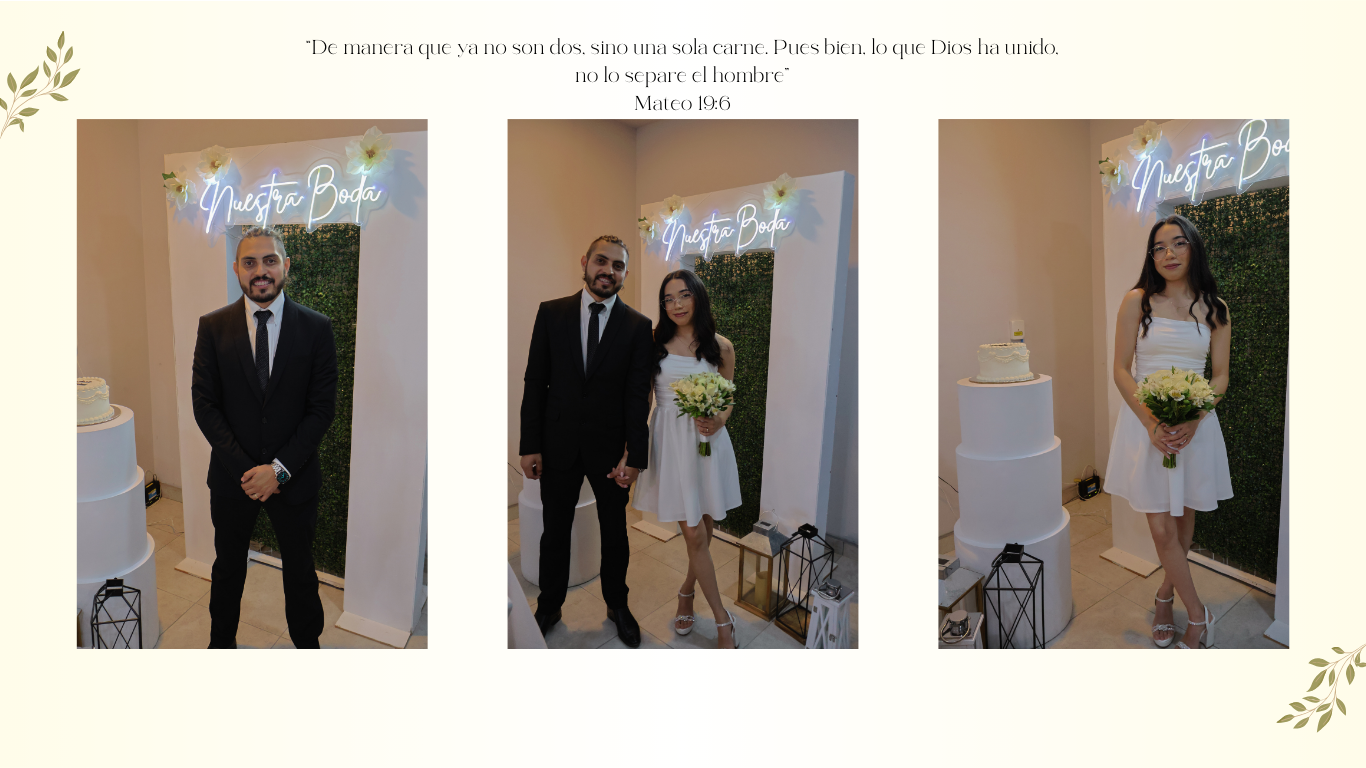 “De manera que ya no son dos, sino una sola carne. Pues bien, lo que Dios ha unido,
no lo separe el hombre”
Mateo 19:6
Nuestra Boda
Nuestra Boda
Nuestra Bod